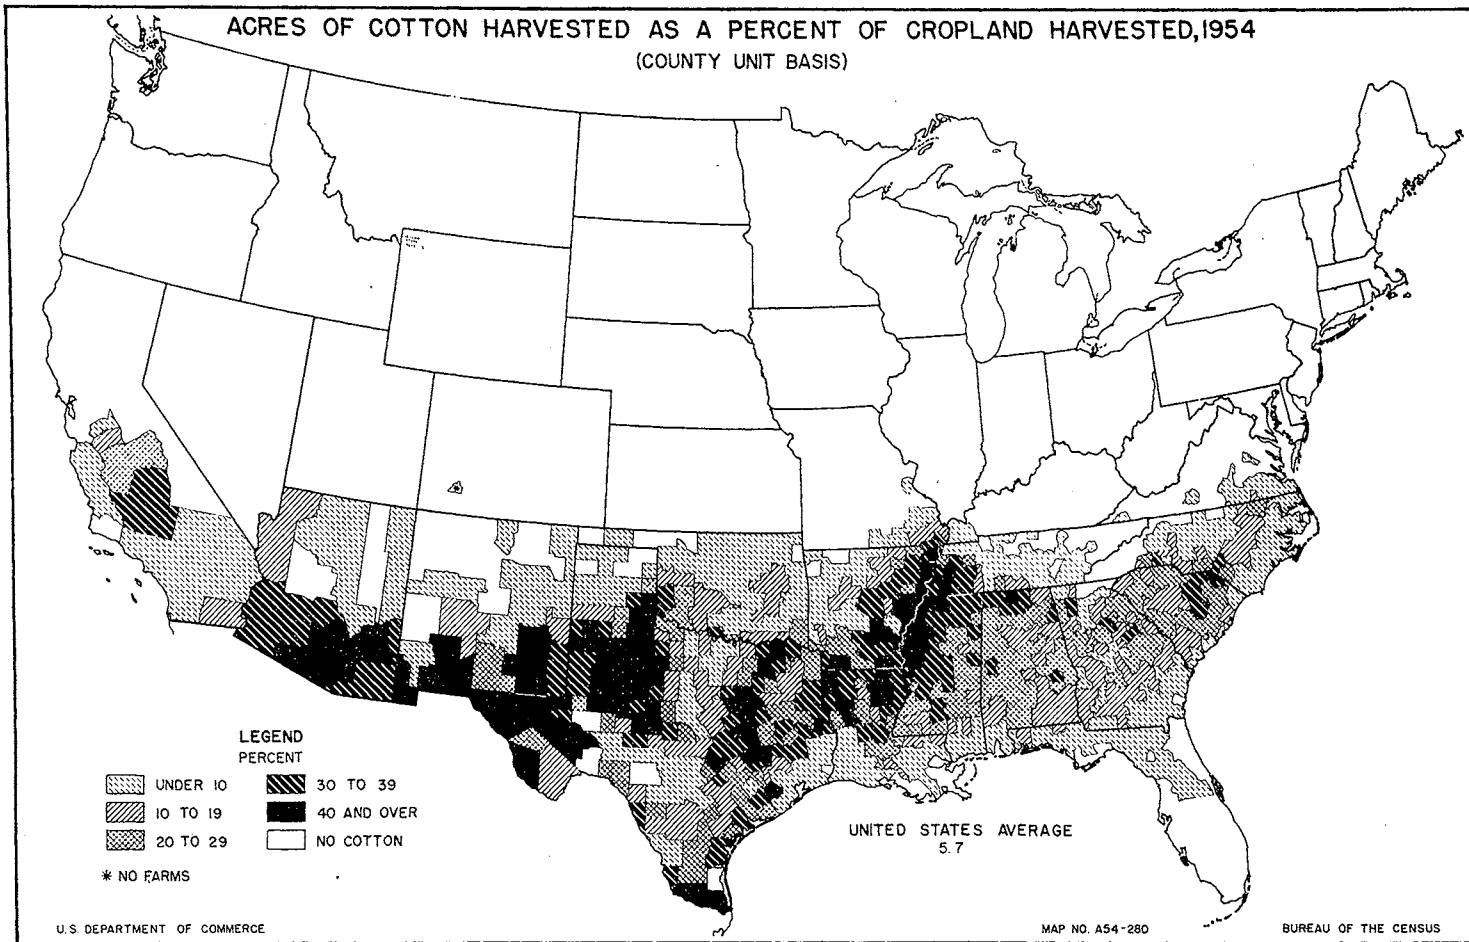 ACRES OF COTTON HARVESTED AS A PERCENT OF CROPLAND HARVESTED, 1954
(COUNTY UNIT BASIS)
LEGEND
PERCENT
UNDER 10
10 TO 19
20 TO 29
30 TO 39
40 AND OVER
NO COTTON
* NO FARMS
UNITED STATES AVERAGE
5.7
U.S. DEPARTMENT OF COMMERCE
MAP NO. A54-280
BUREAU OF THE CENSUS